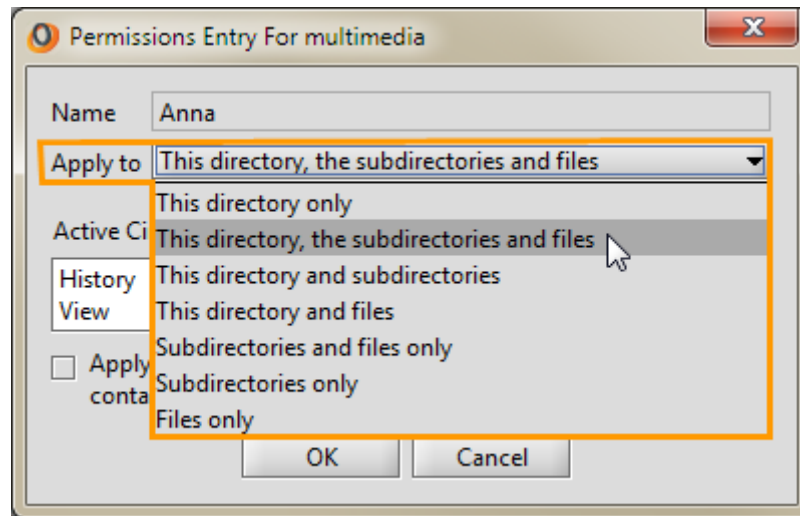 Permissions Entry For multimedia
Name Anna
Apply to This directory, the subdirectories and files
This directory only
Active Ci This directory, the subdirectories and files
History This directory and subdirectories
View This directory and files
Subdirectories and files only
Apply
Subdirectories only
conta
Files only
OK Cancel